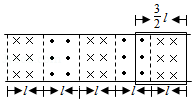 3/2 l
× × • • × × • • × ×
× × • • × × • • × ×
× × • • × × • • × ×
l l l l l